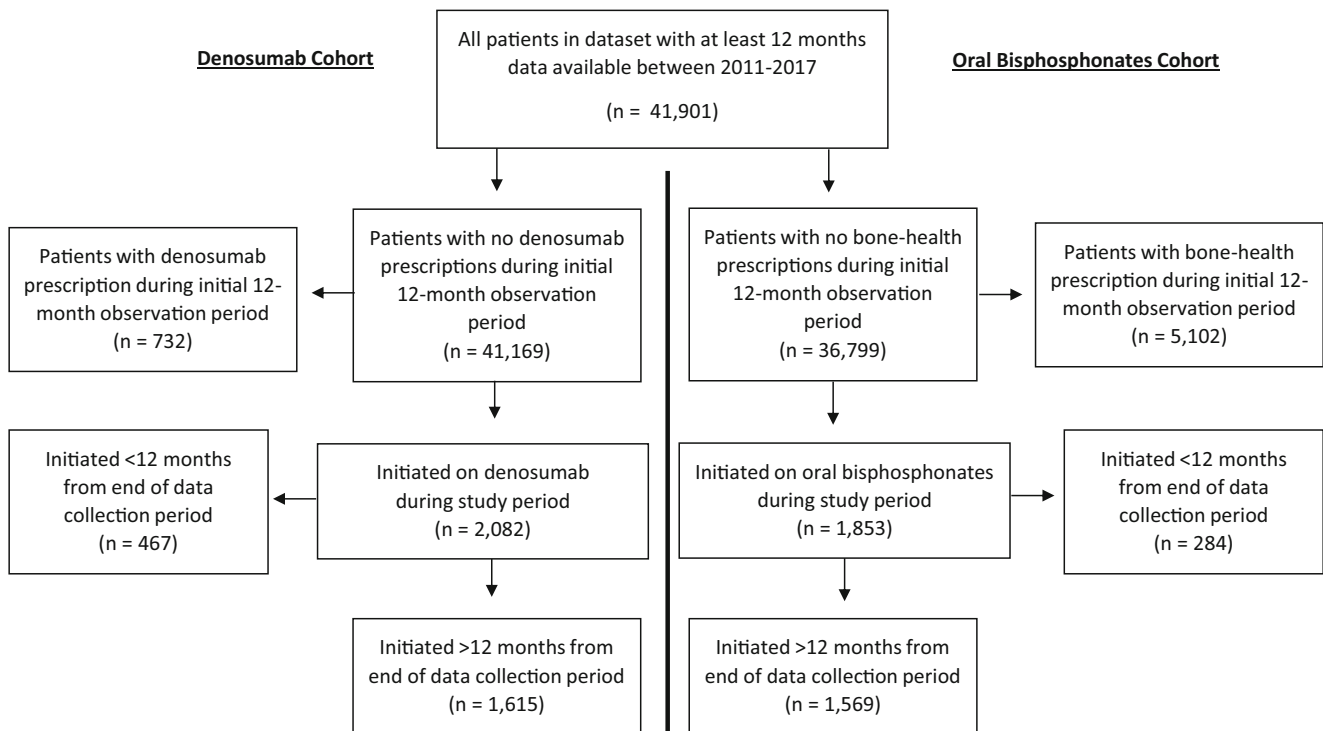 Denosumab Cohort
All patients in dataset with at least 12 months
data available between 2011-2017
(n = 41,901)
Oral Bisphosphonates Cohort
Patients with denosumab
prescription during initial 12-
month observation period
(n = 732)
Patients with no denosumab
prescriptions during initial
12-month observation
period
(n = 41,169)
Patients with no bone-health
prescriptions during initial
12-month observation
period
(n = 36,799)
Patients with bone-health
prescription during initial 12-
month observation period
(n = 5,102)
Initiated <12 months
from end of data
collection period
(n = 467)
Initiated on denosumab
during study period
(n = 2,082)
Initiated on oral bisphosphonates
during study period
(n = 1,853)
Initiated <12 months
from end of data
collection period
(n = 284)
Initiated >12 months from
end of data collection period
(n = 1,615)
Initiated >12 months from
end of data collection period
(n = 1,569)